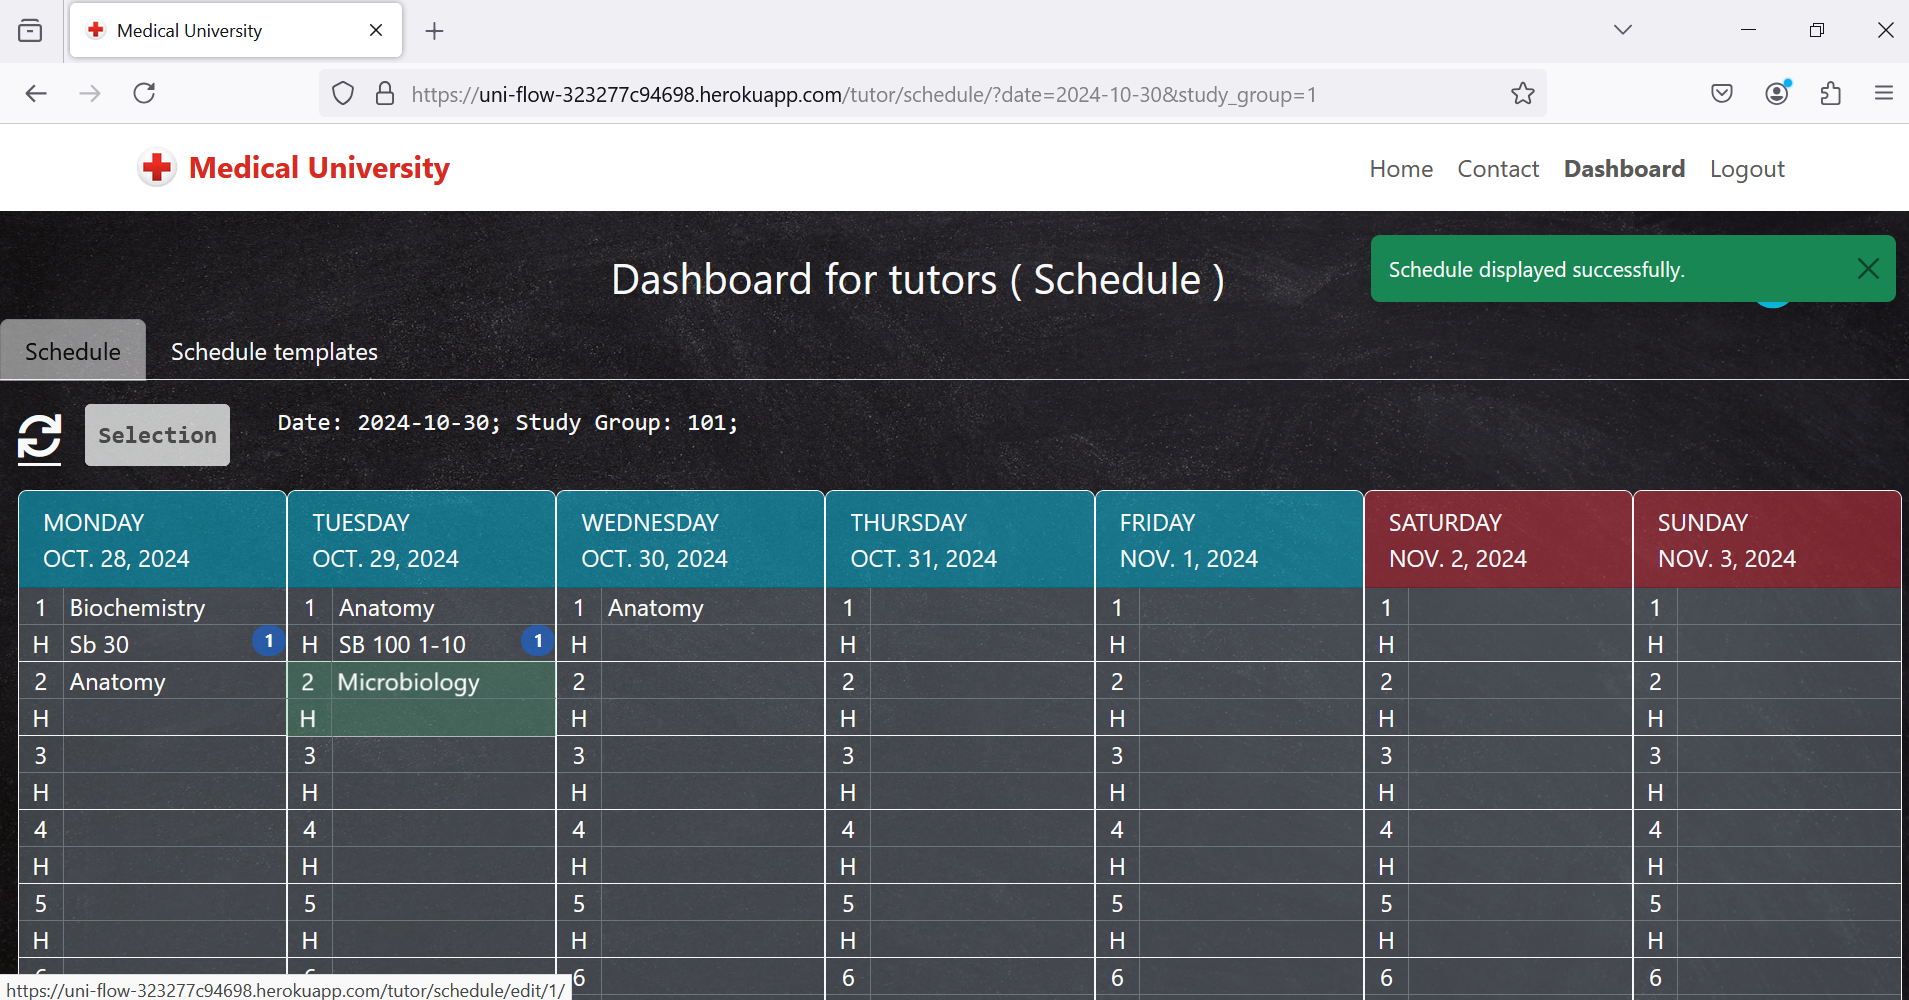 Medical University
https://uni-flow-323277c94698.herokuapp.com/tutor/schedule/?date=2024-10-30&study_group=1
Medical University
Home Contact Dashboard Logout
Dashboard for tutors ( Schedule )
Schedule displayed successfully.
Schedule Schedule templates
Selection
Date: 2024-10-30; Study Group: 101;
MONDAY TUESDAY WEDNESDAY THURSDAY FRIDAY SATURDAY SUNDAY
OCT. 28, 2024 OCT. 29, 2024 OCT. 30, 2024 OCT. 31, 2024 NOV. 1, 2024 NOV. 2, 2024 NOV. 3, 2024
1 Biochemistry 1 Anatomy 1 Anatomy 1 1 1 1
H Sb 30 1 H SB 100 1-10 1 H H H H H
2 Anatomy 2 Microbiology 2 2 2 2 2
H H H H H H H
3 3 3 3 3 3 3
H H H H H H H
4 4 4 4 4 4 4
H H H H H H H
5 5 5 5 5 5 5
H H H H H H H
6 6 6 6 6 6 6
https://uni-flow-323277c94698.herokuapp.com/tutor/schedule/edit/1/